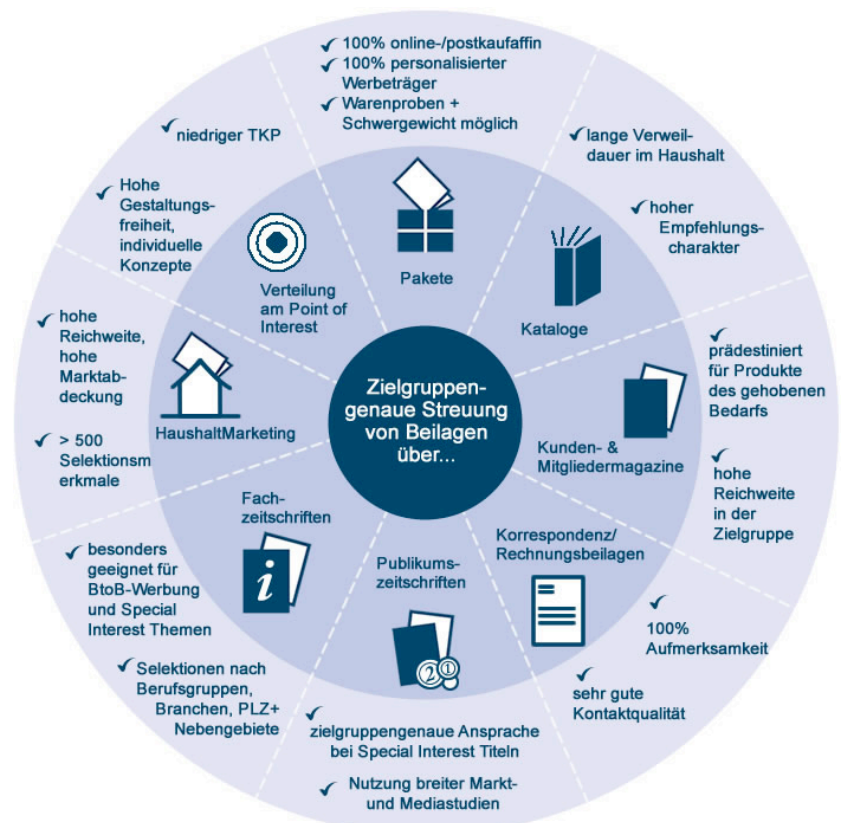 Zielgruppen-
genaue Streuung
von Beilagen
über...
Pakete
100% online-/postkaufaffin
100% personalisierter
Werbeträger
Warenproben +
Schwergewicht möglich
Kataloge
lange Verweil-
dauer im Haushalt
hoher
Empfehlungs-
charakter
Kunden- &
Mitgliedermagazine
prädestiniert
für Produkte
des gehobenen
Bedarfs
hohe
Reichweite
in der
Zielgruppe
Korrespondenz/
Rechnungsbeilagen
100%
Aufmerksamkeit
sehr gute
Kontaktqualität
Publikums-
zeitschriften
2 1
zielgruppengenaue Ansprache
bei Special Interest Titeln
Nutzung breiter Markt-
und Mediastudien
Fach-
zeitschriften
i
besonders
geeignet für
BtoB-Werbung
und Special
Interest Themen
Selektionen nach
Berufsgruppen,
Branchen, PLZ+
Nebengebiete
HaushaltMarketing
hohe
Reichweite,
hohe
Marktab-
deckung
> 500
Selektionsm
erkmale
Verteilung
am Point of
Interest
niedriger TKP
Hohe
Gestaltungs-
freiheit,
individuelle
Konzepte